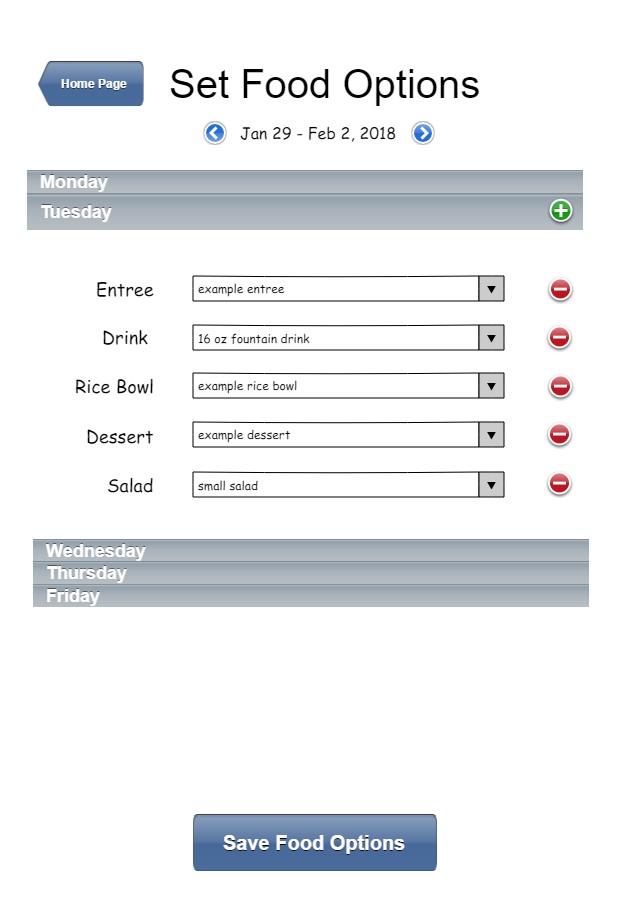 Home Page
Set Food Options
Jan 29 - Feb 2, 2018
Monday
Tuesday
Entree example entree
Drink 16 oz fountain drink
Rice Bowl example rice bowl
Dessert example dessert
Salad small salad
Wednesday
Thursday
Friday
Save Food Options